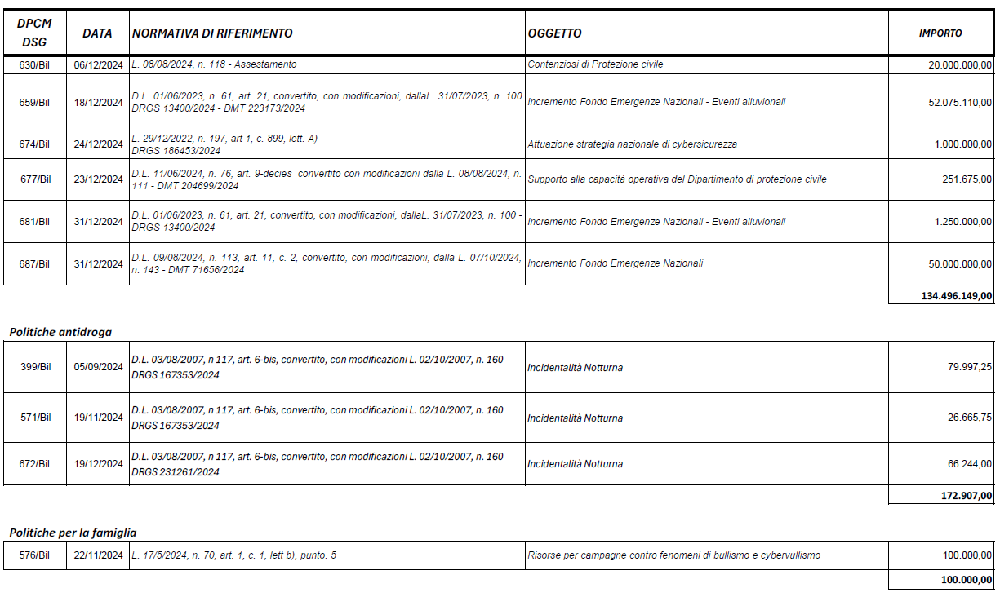 DPCM
DSG
DATA
NORMATIVA DI RIFERIMENTO
OGGETTO
IMPORTO
630/Bil 06/12/2024 L. 08/08/2024, n. 118 - Assestamento Contenziosi di Protezione civile 20.000.000,00
659/Bil 18/12/2024 D.L. 01/06/2023, n. 61, art. 21, convertito, con modificazioni, dallaL. 31/07/2023, n. 100
DRGS 13400/2024 - DMT 223173/2024
Incremento Fondo Emergenze Nazionali - Eventi alluvionali 52.075.110,00
674/Bil 24/12/2024 L. 29/12/2022, n. 197, art 1, c. 899, lett. A)
DRGS 186453/2024
Attuazione strategia nazionale di cybersicurezza 1.000.000,00
677/Bil 23/12/2024 D.L. 11/06/2024, n. 76, art. 9-decies convertito con modificazioni dalla L. 08/08/2024, n.
111 - DMT 204699/2024
Supporto alla capacità operativa del Dipartimento di protezione civile 251.675,00
681/Bil 31/12/2024 D.L. 01/06/2023, n. 61, art. 21, convertito, con modificazioni, dallaL. 31/07/2023, n. 100 -
DRGS 13400/2024
Incremento Fondo Emergenze Nazionali - Eventi alluvionali 1.250.000,00
687/Bil 31/12/2024 D.L. 09/08/2024, n. 113, art. 11, c. 2, convertito, con modificazioni, dalla L. 07/10/2024,
n. 143 - DMT 71656/2024
Incremento Fondo Emergenze Nazionali 50.000.000,00
134.496.149,00
Politiche antidroga
399/Bil 05/09/2024 D.L. 03/08/2007, n 117, art. 6-bis, convertito, con modificazioni L. 02/10/2007, n. 160
DRGS 167353/2024
Incidentalità Notturna 79.997,25
571/Bil 19/11/2024 D.L. 03/08/2007, n 117, art. 6-bis, convertito, con modificazioni L. 02/10/2007, n. 160
DRGS 167353/2024
Incidentalità Notturna 26.665,75
672/Bil 19/12/2024 D.L. 03/08/2007, n 117, art. 6-bis, convertito, con modificazioni L. 02/10/2007, n. 160
DRGS 231261/2024
Incidentalità Notturna 66.244,00
172.907,00
Politiche per la famiglia
576/Bil 22/11/2024 L. 17/5/2024, n. 70, art. 1, c. 1, lett b), punto. 5 Risorse per campagne contro fenomeni di bullismo e cybervullismo 100.000,00
100.000,00